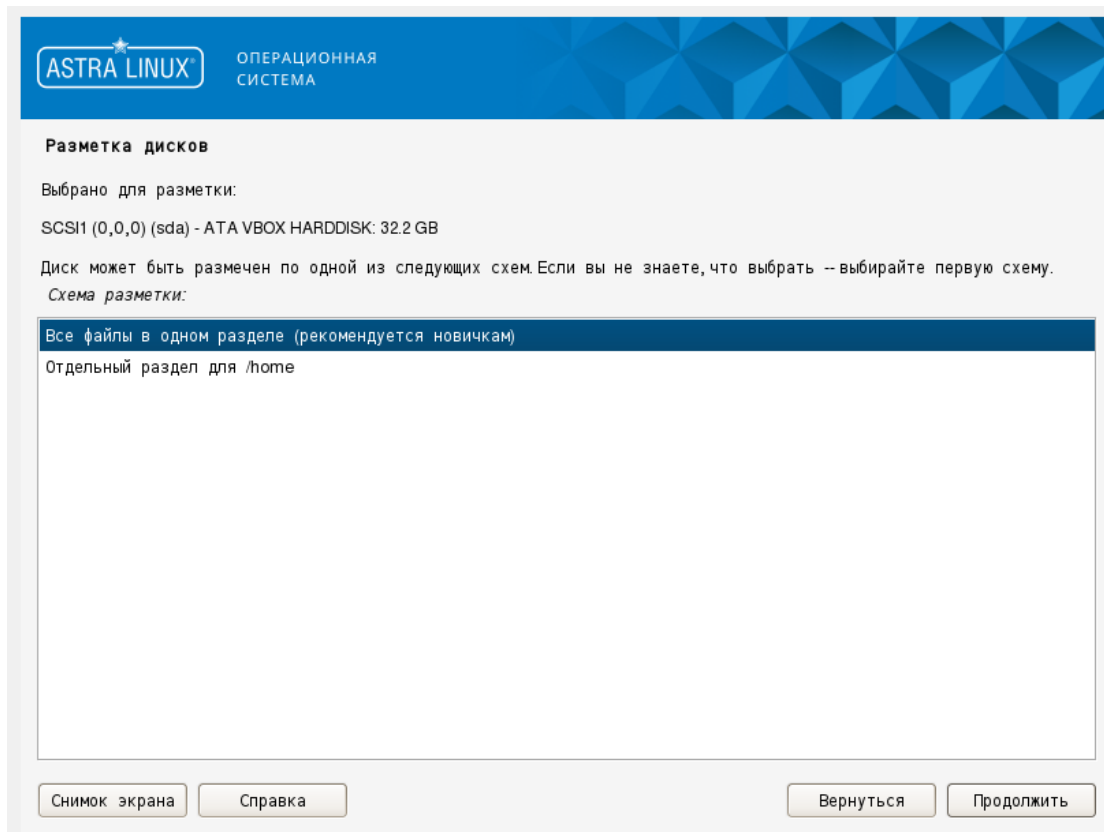 ASTRA LINUX®
ОПЕРАЦИОННАЯ
СИСТЕМА
Разметка дисков
Выбрано для разметки:
SCSI1 (0,0,0) (sda) - ATA VBOX HARDDISK: 32.2 GB
Диск может быть размечен по одной из следующих схем. Если вы не знаете, что выбрать -- выбирайте первую схему.
Схема разметки:
Все файлы в одном разделе (рекомендуется новичкам)
Отдельный раздел для /home
Снимок экрана Справка Вернуться Продолжить